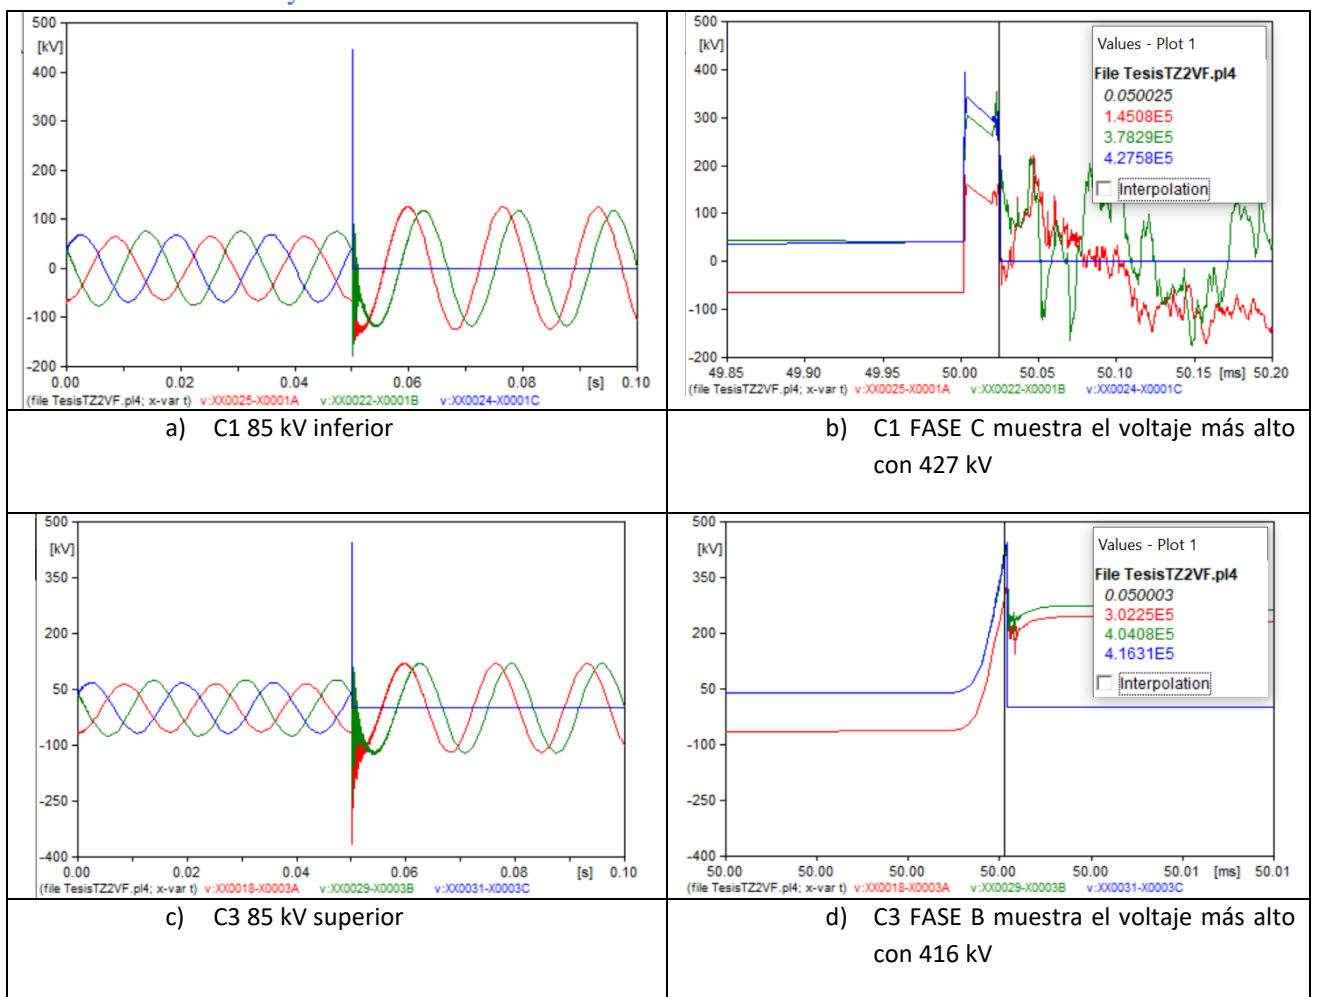 500
[kV]
400
300
200
100
0
-100
-200
0.00 0.02 0.04 0.06 0.08 [s] 0.10
(file TesisTZ2VF.pl4; x-var t) v:XX0025-X0001A v:XX0022-X0001B v:XX0024-X0001C
500
[kV]
400
300
200
100
0
-100
-200
49.85 49.90 49.95 50.00 50.05 50.10 50.15 [ms] 50.20
(file TesisTZ2VF.pl4; x-var t) v:XX0025-X0001A v:XX0022-X0001B v:XX0024-X0001C
Values - Plot 1
File TesisTZ2VF.pl4
0.050025
1.4508E5
3.7829E5
4.2758E5
Interpolation
a) C1 85 kV inferior
b) C1 FASE C muestra el voltaje más alto
con 427 kV
500
[kV]
350
200
50
-100
-250
-400
0.00 0.02 0.04 0.06 0.08 [s] 0.10
(file TesisTZ2VF.pl4; x-var t) v:XX0018-X0003A v:XX0029-X0003B v:XX0031-X0003C
500
[kV]
350
200
50
-100
-250
-400
50.00 50.00 50.00 50.00 50.00 50.01 [ms] 50.01
(file TesisTZ2VF.pl4; x-var t) v:XX0018-X0003A v:XX0029-X0003B v:XX0031-X0003C
Values - Plot 1
File TesisTZ2VF.pl4
0.050003
3.0225E5
4.0408E5
4.1631E5
Interpolation
c) C3 85 kV superior
d) C3 FASE B muestra el voltaje más alto
con 416 kV